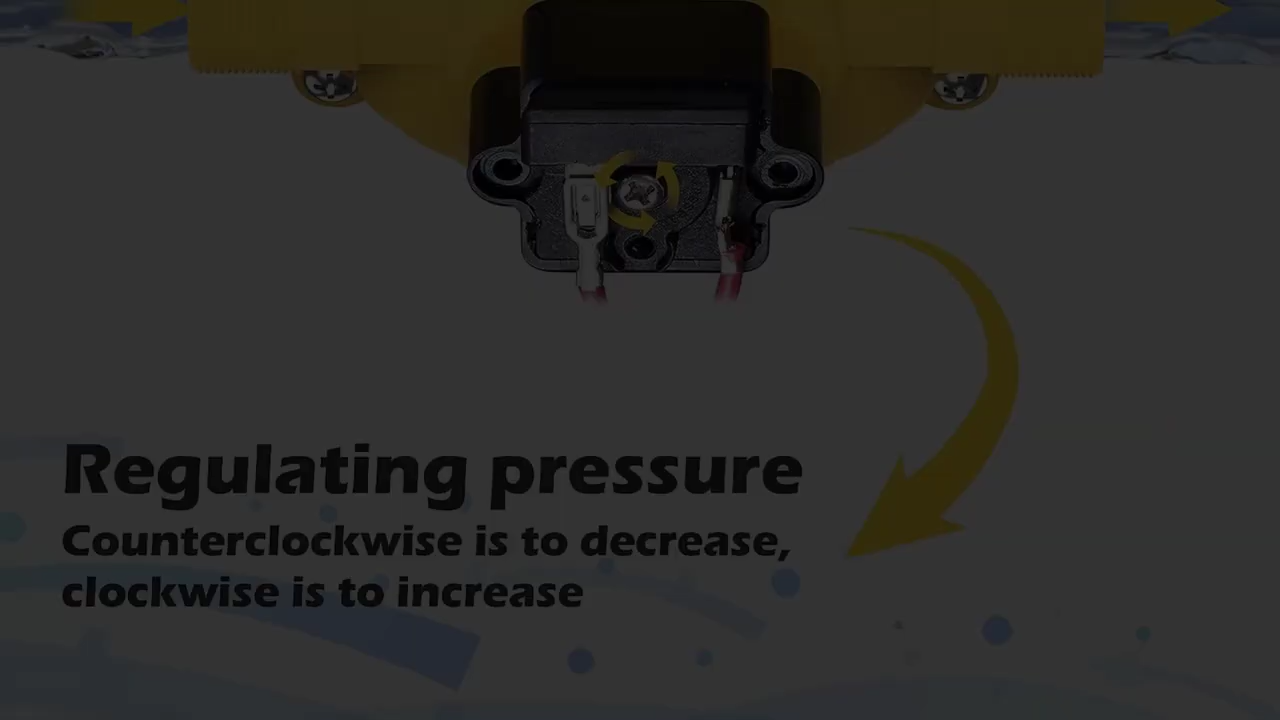 Regulating pressure
Counterclockwise is to decrease,
clockwise is to increase